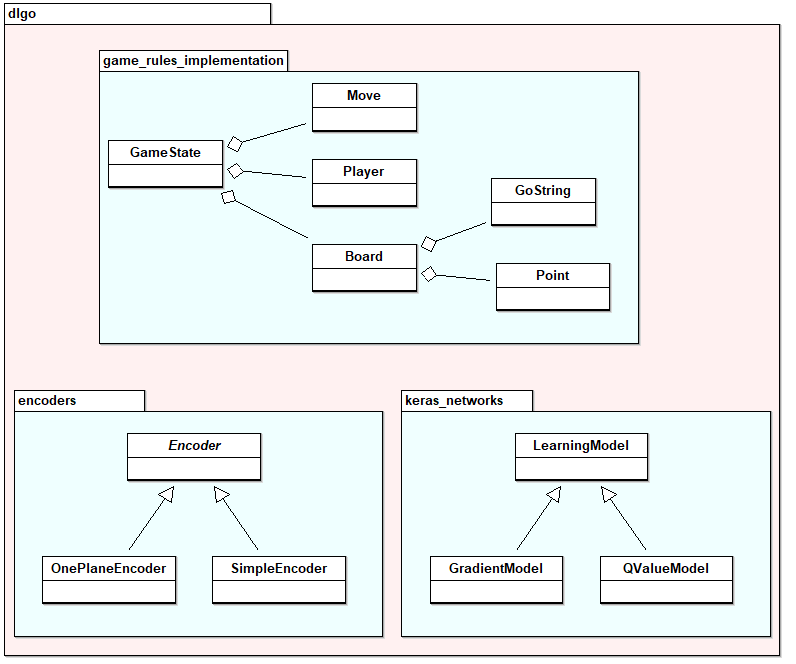 dlgo
game_rules_implementation
Move
GameState
Player
GoString
Board
Point
encoders
keras_networks
Encoder
LearningModel
OnePlaneEncoder
SimpleEncoder
GradientModel
QValueModel